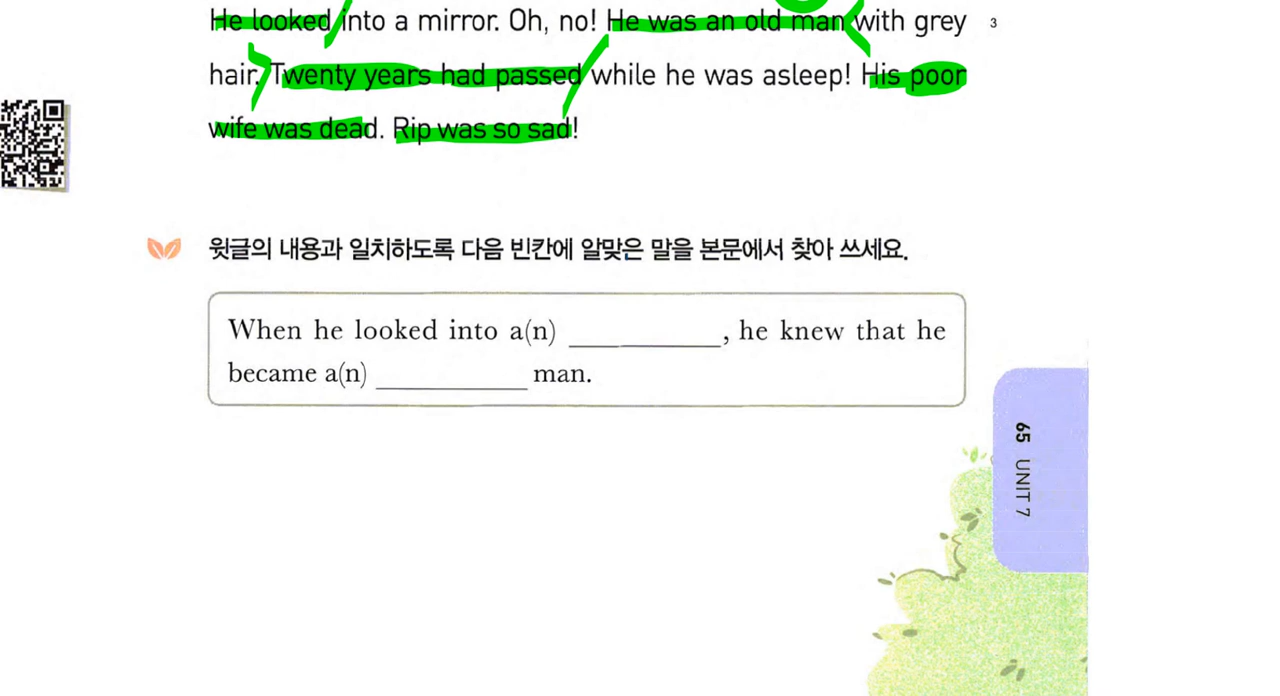 He looked into a mirror. Oh, no! He was an old man with grey 3
hair. Twenty years had passed while he was asleep! His poor
wife was dead. Rip was so sad!
윗글의 내용과 일치하도록 다음 빈칸에 알맞은 말을 본문에서 찾아 쓰세요.
When he looked into a(n) ____________, he knew that he
became a(n) ____________ man.
65 UNIT 7